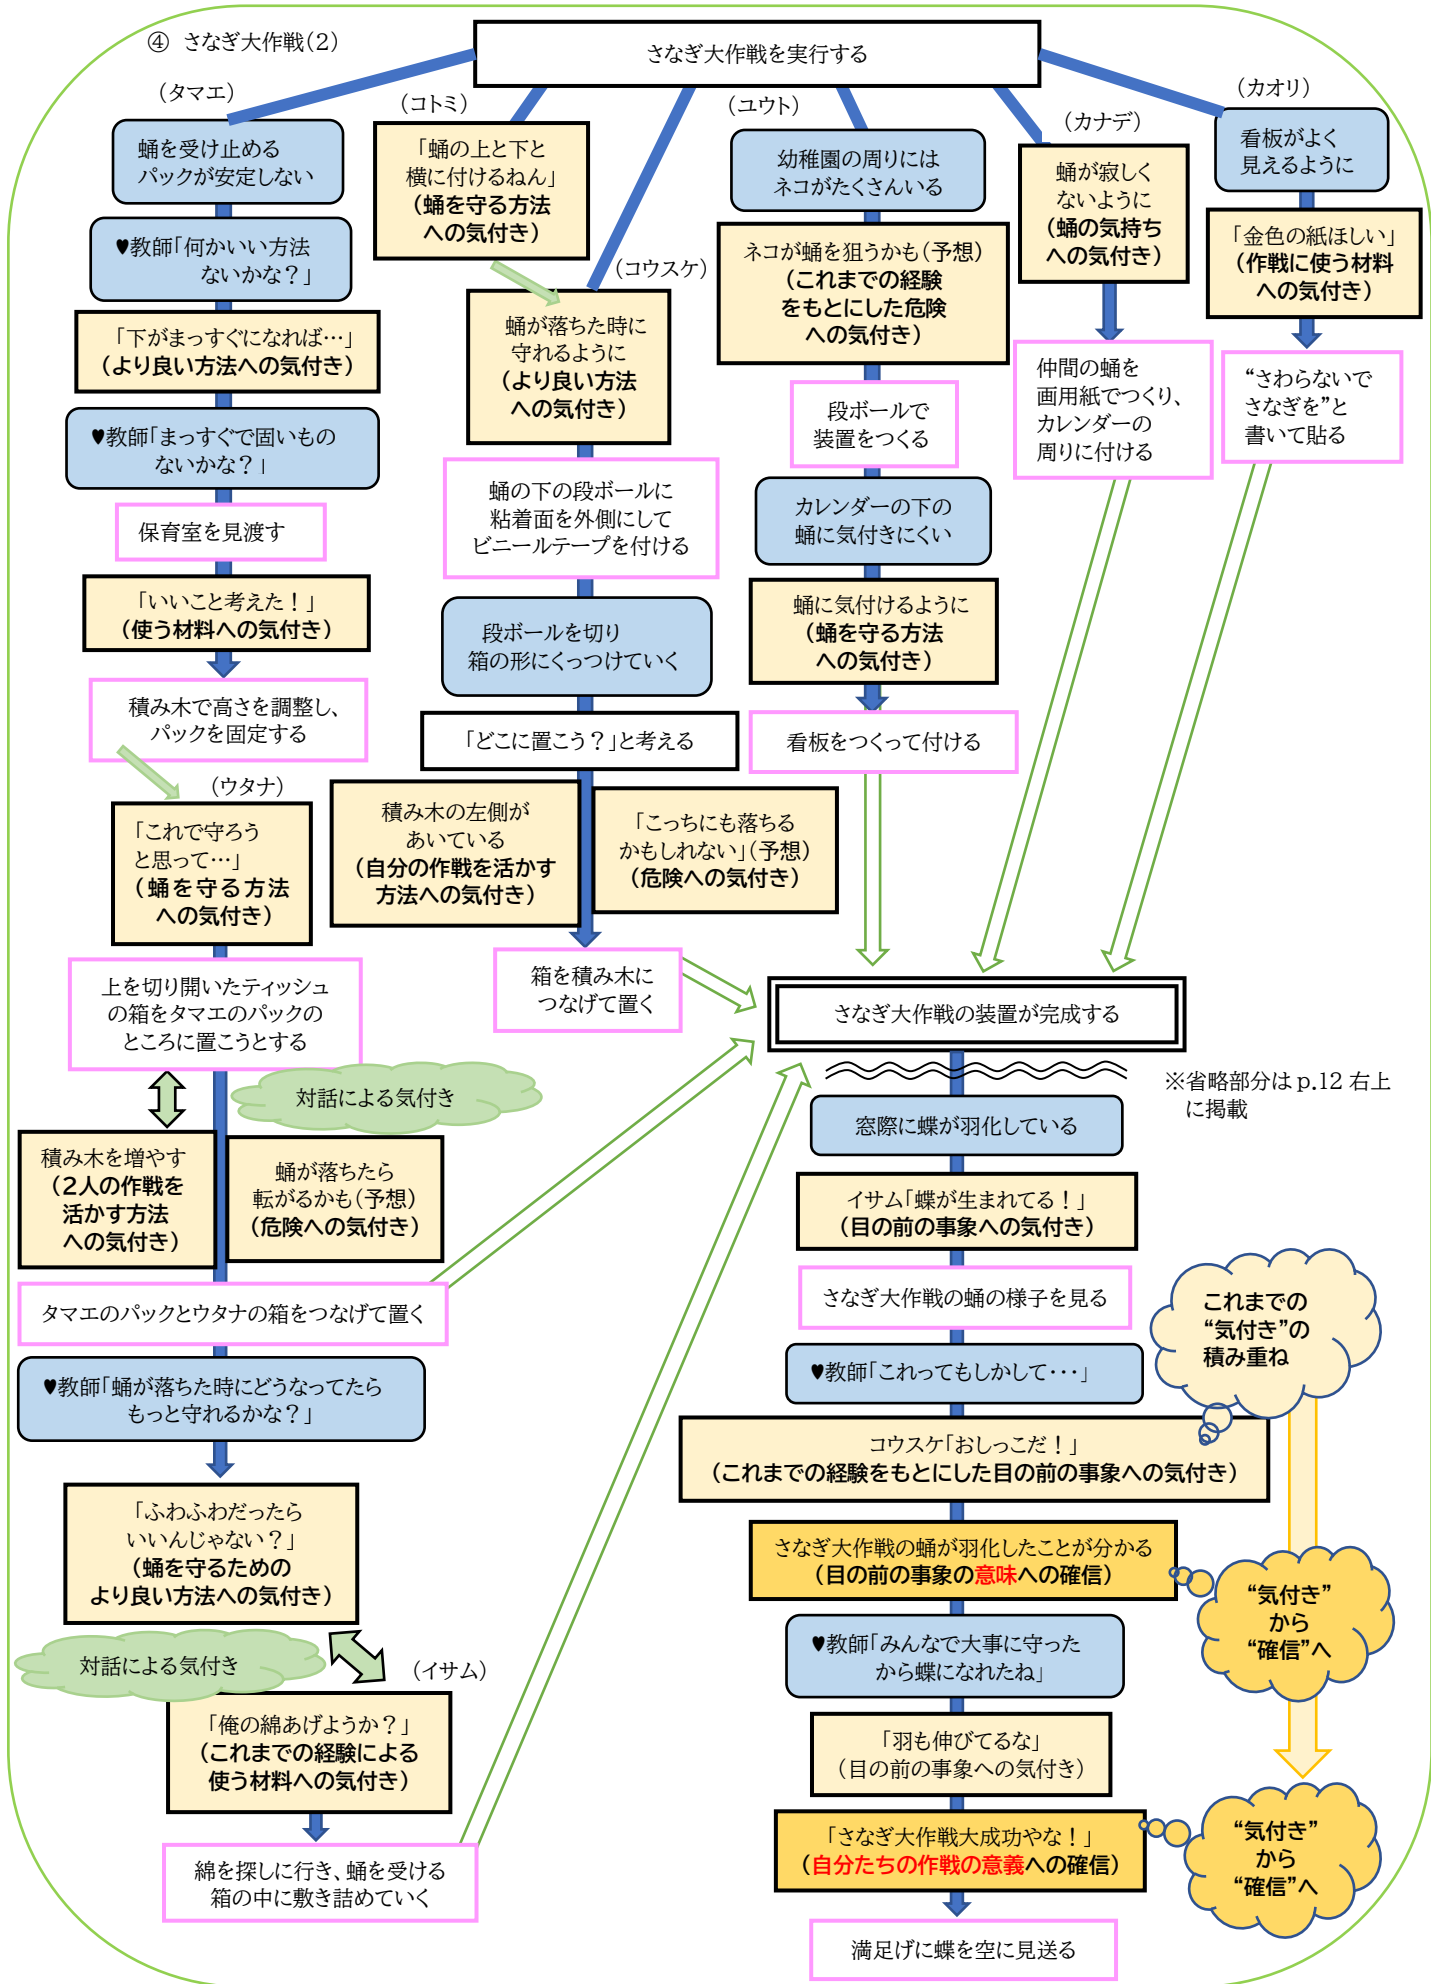 ④ さなぎ大作戦(2)
さなぎ大作戦を実行する
(タマエ)
蛹を受け止める
パックが安定しない
♥教師「何かいい方法
ないかな？」
「下がまっすぐになれば…」
(より良い方法への気付き)
♥教師「まっすぐで固いもの
ないかな？」
保育室を見渡す
「いいこと考えた！」
(使う材料への気付き)
積み木で高さを調整し、
パックを固定する
(ウタナ)
「これで守ろう
と思って…」
(蛹を守る方法
への気付き)
上を切り開いたティッシュ
の箱をタマエのパックの
ところに置こうとする
対話による気付き
積み木を増やす
(2人の作戦を
活かす方法
への気付き)
蛹が落ちたら
転がるかも(予想)
(危険への気付き)
タマエのパックとウタナの箱をつなげて置く
♥教師「蛹が落ちた時にどうなってたら
もっと守れるかな？」
「ふわふわだったら
いいんじゃない？」
(蛹を守るための
より良い方法への気付き)
対話による気付き
(イサム)
「俺の綿あげようか？」
(これまでの経験による
使う材料への気付き)
綿を探しに行き、蛹を受ける
箱の中に敷き詰めていく
(コトミ)
「蛹の上と下と
横に付けるねん」
(蛹を守る方法
への気付き)
(コウスケ)
蛹が落ちた時に
守れるように
(より良い方法
への気付き)
蛹の下の段ボールに
粘着面を外側にして
ビニールテープを付ける
段ボールを切り
箱の形にくっつけていく
「どこに置こう？」と考える
積み木の左側が
あいている
(自分の作戦を活かす
方法への気付き)
「こっちにも落ちる
かもしれない」(予想)
(危険への気付き)
箱を積み木に
つなげて置く
(ユウト)
幼稚園の周りには
ネコがたくさんいる
ネコが蛹を狙うかも(予想)
(これまでの経験
をもとにした危険
への気付き)
段ボールで
装置をつくる
カレンダーの下の
蛹に気付きにくい
蛹に気付けるように
(蛹を守る方法
への気付き)
看板をつくって付ける
(カナデ)
蛹が寂しく
ないように
(蛹の気持ち
への気付き)
仲間の蛹を
画用紙でつくり、
カレンダーの
周りに付ける
(カオリ)
看板がよく
見えるように
「金色の紙ほしい」
(作戦に使う材料
への気付き)
“さわらないで
さなぎを”と
書いて貼る
さなぎ大作戦の装置が完成する
※省略部分は p.12 右上
に掲載
窓際に蝶が羽化している
イサム「蝶が生まれてる！」
(目の前の事象への気付き)
さなぎ大作戦の蛹の様子を見る
♥教師「これってもしかして・・・」
コウスケ「おしっこだ！」
(これまでの経験をもとにした目の前の事象への気付き)
さなぎ大作戦の蛹が羽化したことが分かる
(目の前の事象の意味への確信)
♥教師「みんなで大事に守った
から蝶になれたね」
「羽も伸びてるな」
(目の前の事象への気付き)
「さなぎ大作戦大成功やな！」
(自分たちの作戦の意義への確信)
満足げに蝶を空に見送る
これまでの
“気付き”の
積み重ね
“気付き”
から
“確信”へ
“気付き”
から
“確信”へ